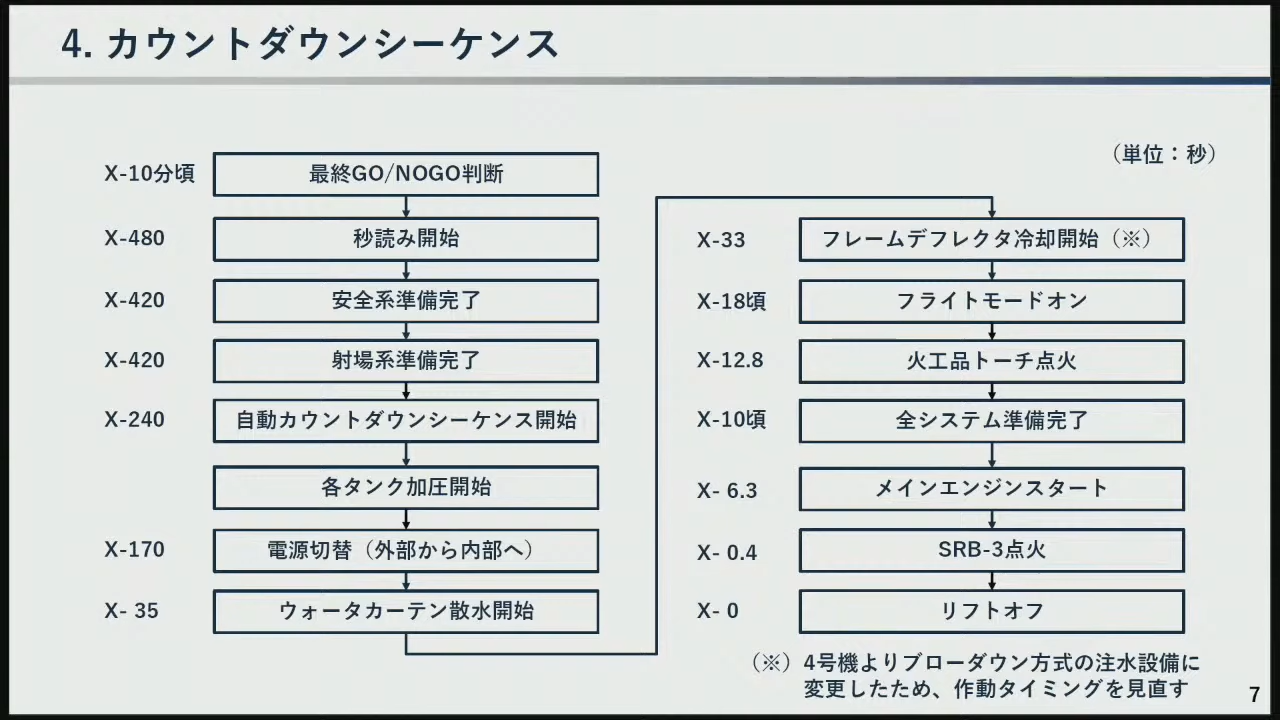 4. カウントダウンシーケンス
（単位：秒）
X-10分頃 最終GO/NOGO判断
X-480 秒読み開始
X-420 安全系準備完了
X-420 射場系準備完了
X-240 自動カウントダウンシーケンス開始
各タンク加圧開始
X-170 電源切替（外部から内部へ）
X- 35 ウォータカーテン散水開始
X-33 フレームデフレクタ冷却開始（※）
X-18頃 フライトモードオン
X-12.8 火工品トーチ点火
X-10頃 全システム準備完了
X- 6.3 メインエンジンスタート
X- 0.4 SRB-3点火
X- 0 リフトオフ
（※）4号機よりブローダウン方式の注水設備に
変更したため、作動タイミングを見直す
7